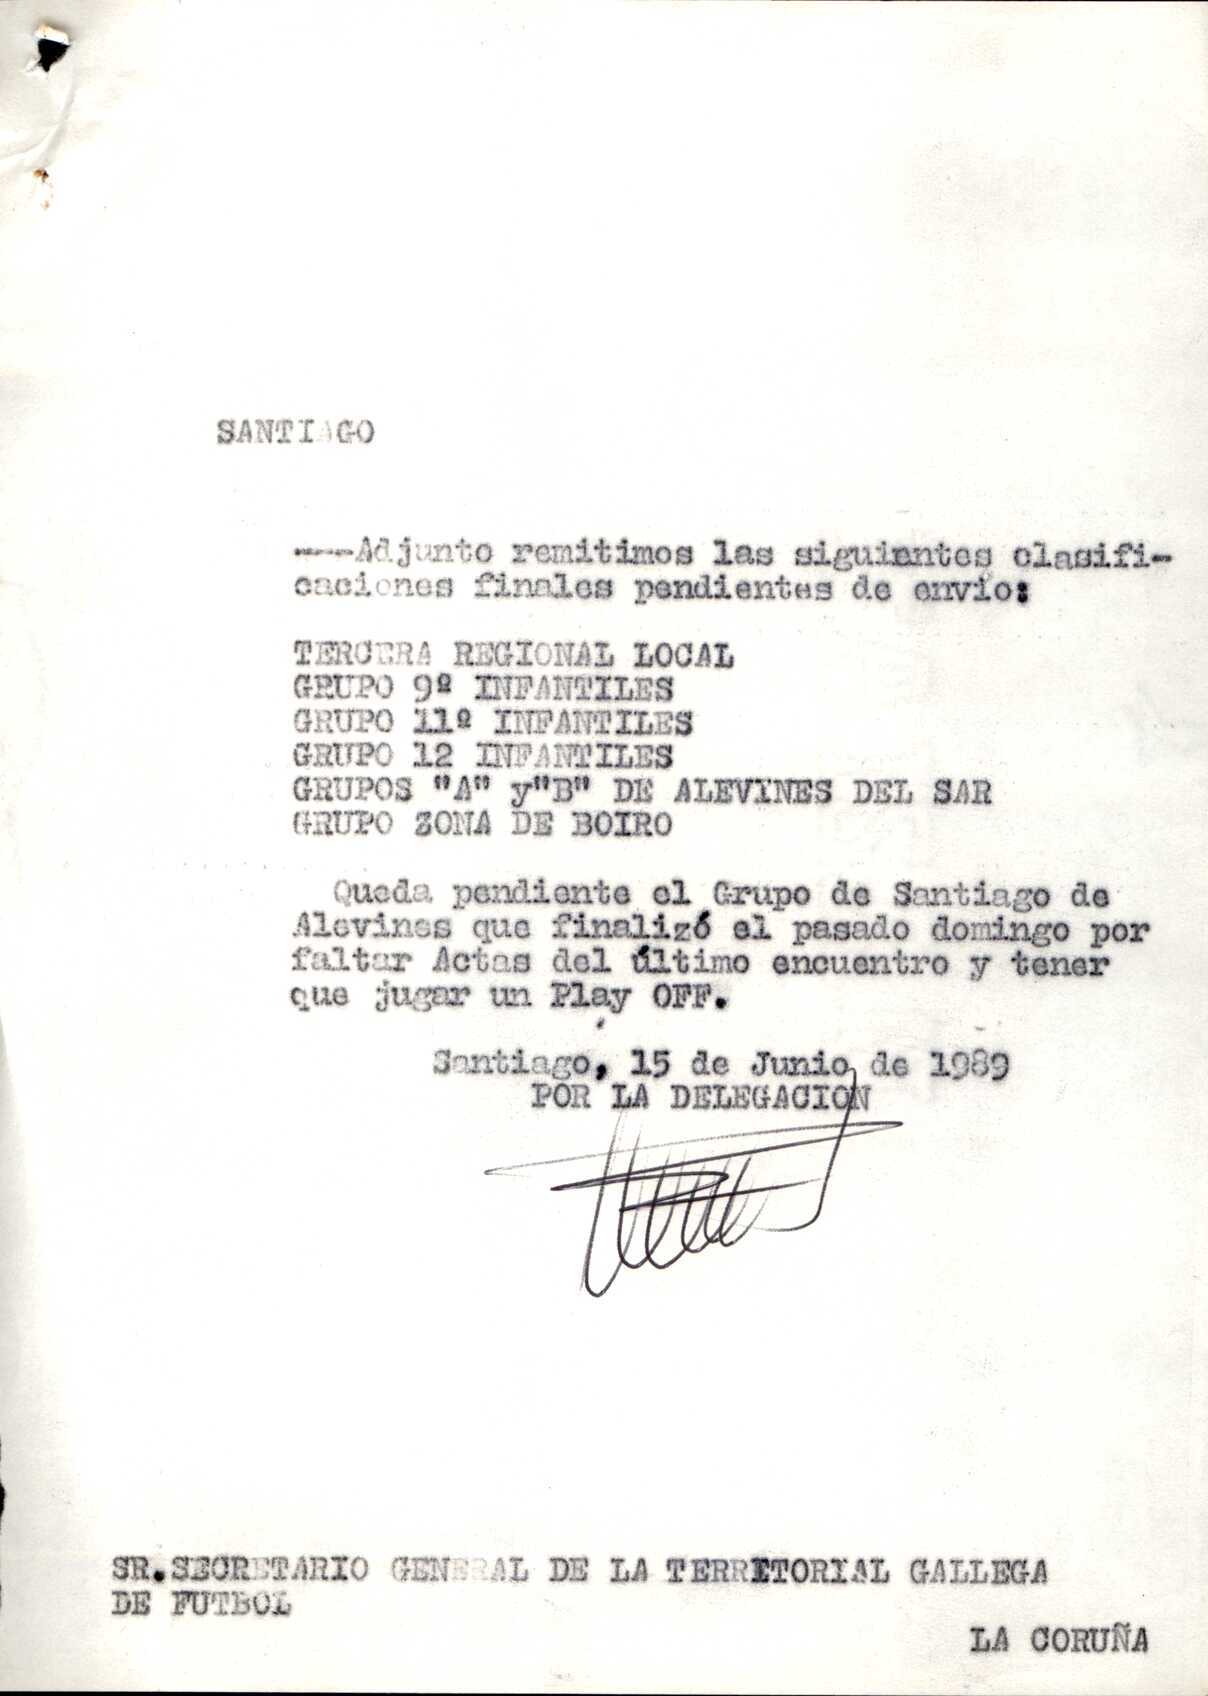 SANTIAGO
----Adjunto remitimos las siguientes clasifi-
caciones finales pendientes de envio:
TERCERA REGIONAL LOCAL
GRUPO 9º INFANTILES
GRUPO 11º INFANTILES
GRUPO 12 INFANTILES
GRUPOS "A" y"B" DE ALEVINES DEL SAR
GRUPO ZONA DE BOIRO
Queda pendiente el Grupo de Santiago de
Alevines que finalizó el pasado domingo por
faltar Actas del último encuentro y tener
que jugar un Play OFF.
Santiago, 15 de Junio de 1989
POR LA DELEGACION
SR.SECRETARIO GENERAL DE LA TERRETORIAL GALLEGA
DE FUTBOL
LA CORUÑA